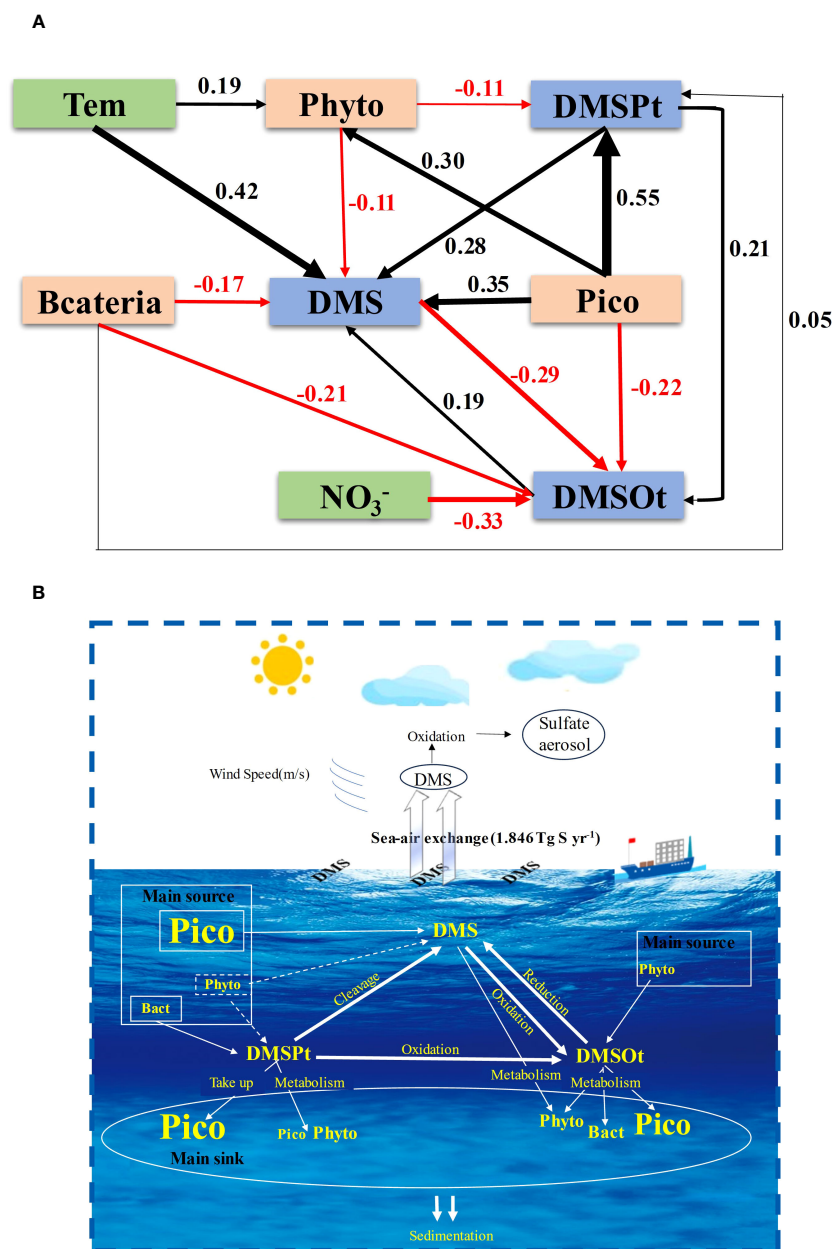 A
Tem
0.19
Phyto
-0.11
DMSPt
0.42
-0.11
0.30
0.28
0.55
0.21
Bcateria
-0.17
DMS
0.35
Pico
0.05
-0.21
0.19
-0.29
-0.22
NO₃⁻
-0.33
DMSOt
B
Sulfate
aerosol
Oxidation
Wind Speed(m/s)
DMS
Sea-air exchange (1.846 Tg S yr⁻¹)
DMS
DMS
DMS
Main source
Pico
DMS
Main source
Phyto
Phyto
Bact
Cleavage
Reduction
Oxidation
DMSPt
Oxidation
DMSOt
Take up
Metabolism
Metabolism
Metabolism
Pico
Pico
Phyto
Phyto
Bact
Pico
Main sink
Sedimentation